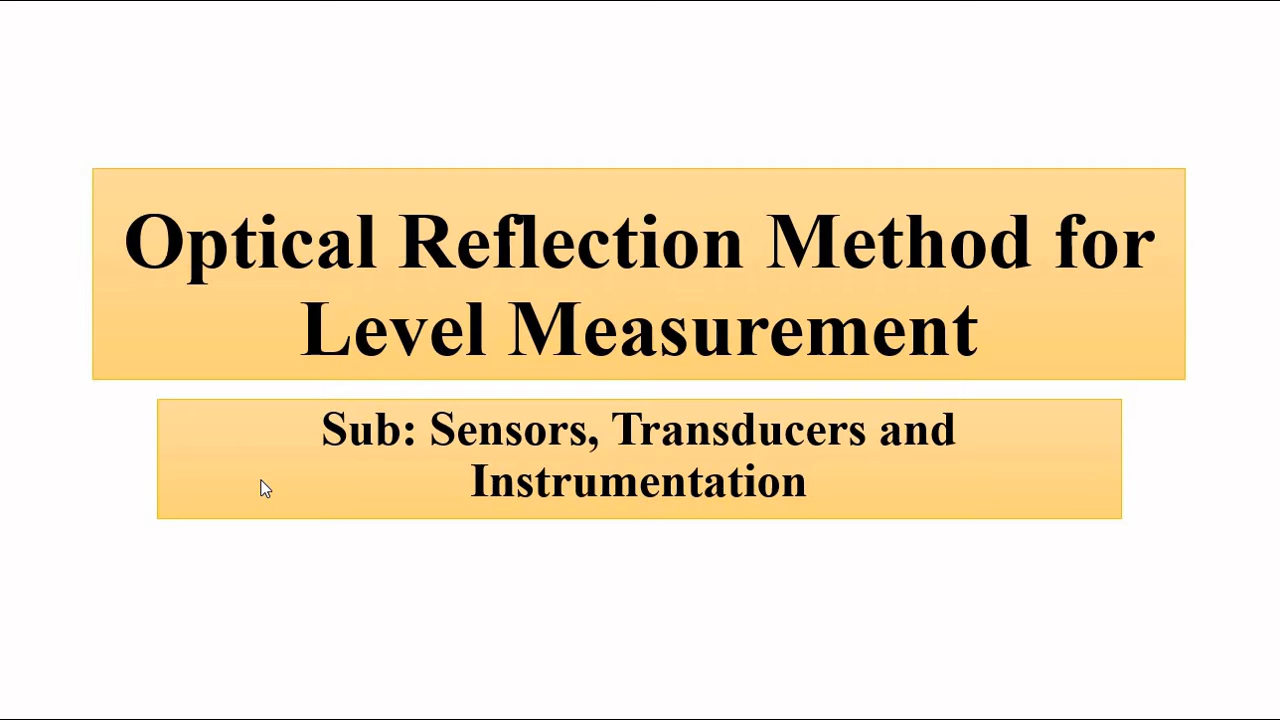 Optical Reflection Method for
Level Measurement
Sub: Sensors, Transducers and
Instrumentation